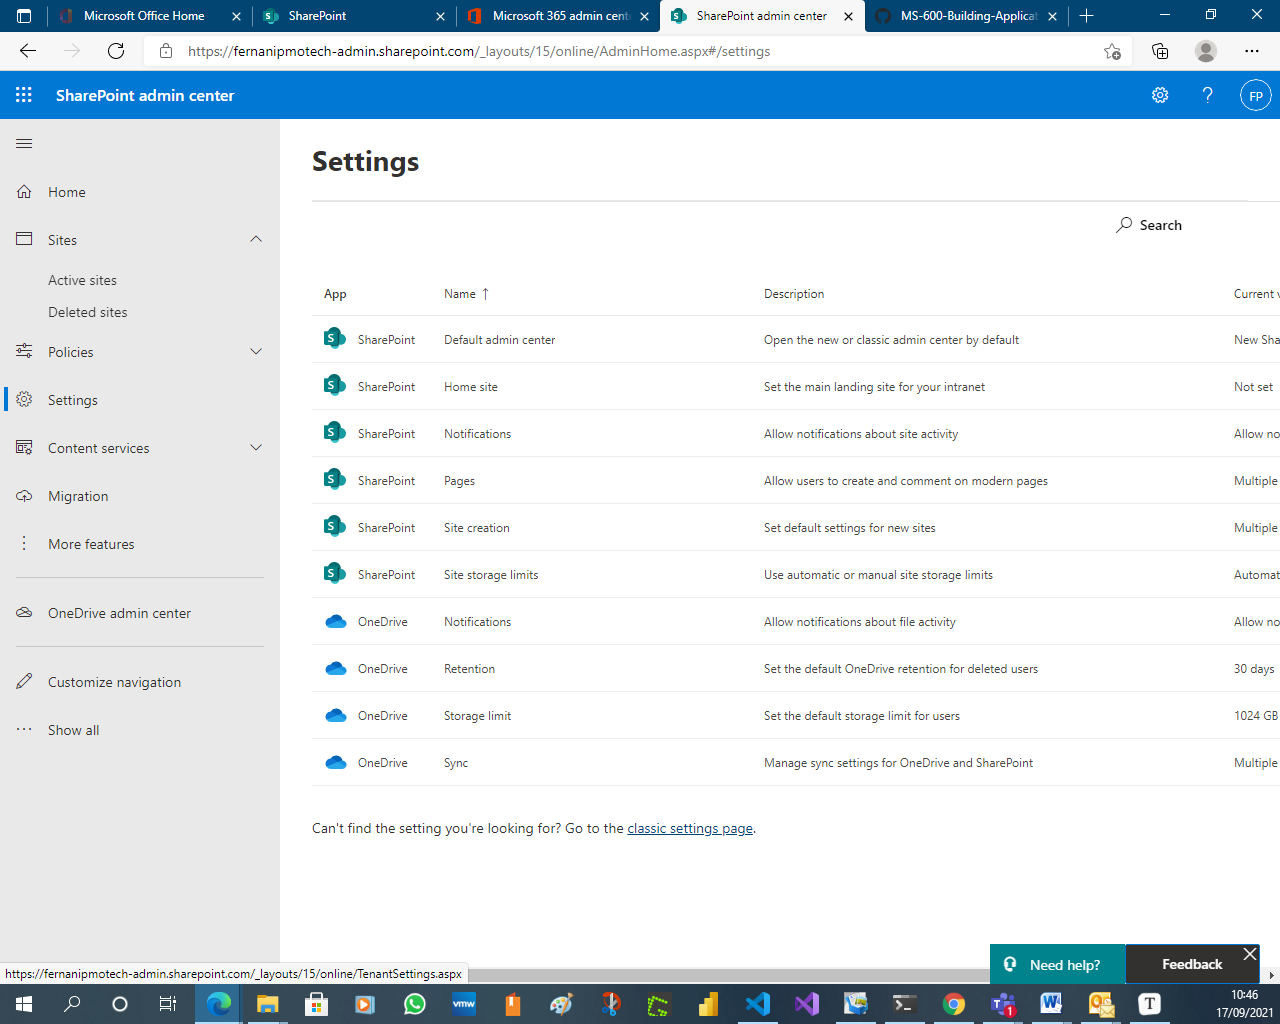 Microsoft Office Home
SharePoint
Microsoft 365 admin cent
SharePoint admin center
MS-600-Building-Applicat
https://fernanipmotech-admin.sharepoint.com/_layouts/15/online/AdminHome.aspx#/settings
SharePoint admin center
FP
Home
Sites
Active sites
Deleted sites
Policies
Settings
Content services
Migration
More features
OneDrive admin center
Customize navigation
Show all
Settings
Search
App Name ↑ Description Current v
SharePoint Default admin center Open the new or classic admin center by default New Sha
SharePoint Home site Set the main landing site for your intranet Not set
SharePoint Notifications Allow notifications about site activity Allow no
SharePoint Pages Allow users to create and comment on modern pages Multiple
SharePoint Site creation Set default settings for new sites Multiple
SharePoint Site storage limits Use automatic or manual site storage limits Automat
OneDrive Notifications Allow notifications about file activity Allow no
OneDrive Retention Set the default OneDrive retention for deleted users 30 days
OneDrive Storage limit Set the default storage limit for users 1024 GB
OneDrive Sync Manage sync settings for OneDrive and SharePoint Multiple
Can't find the setting you're looking for? Go to the classic settings page.
Need help?
Feedback
https://fernanipmotech-admin.sharepoint.com/_layouts/15/online/TenantSettings.aspx
10:46
17/09/2021